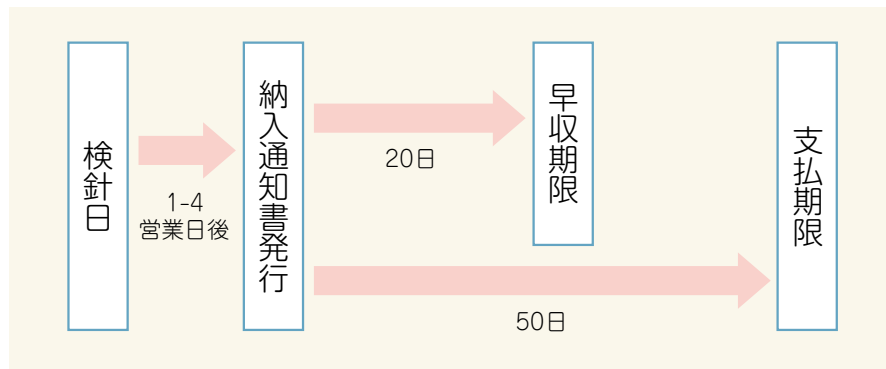 検針日
1-4
営業日後
納入通知書発行
20日
早収期限
50日
支払期限